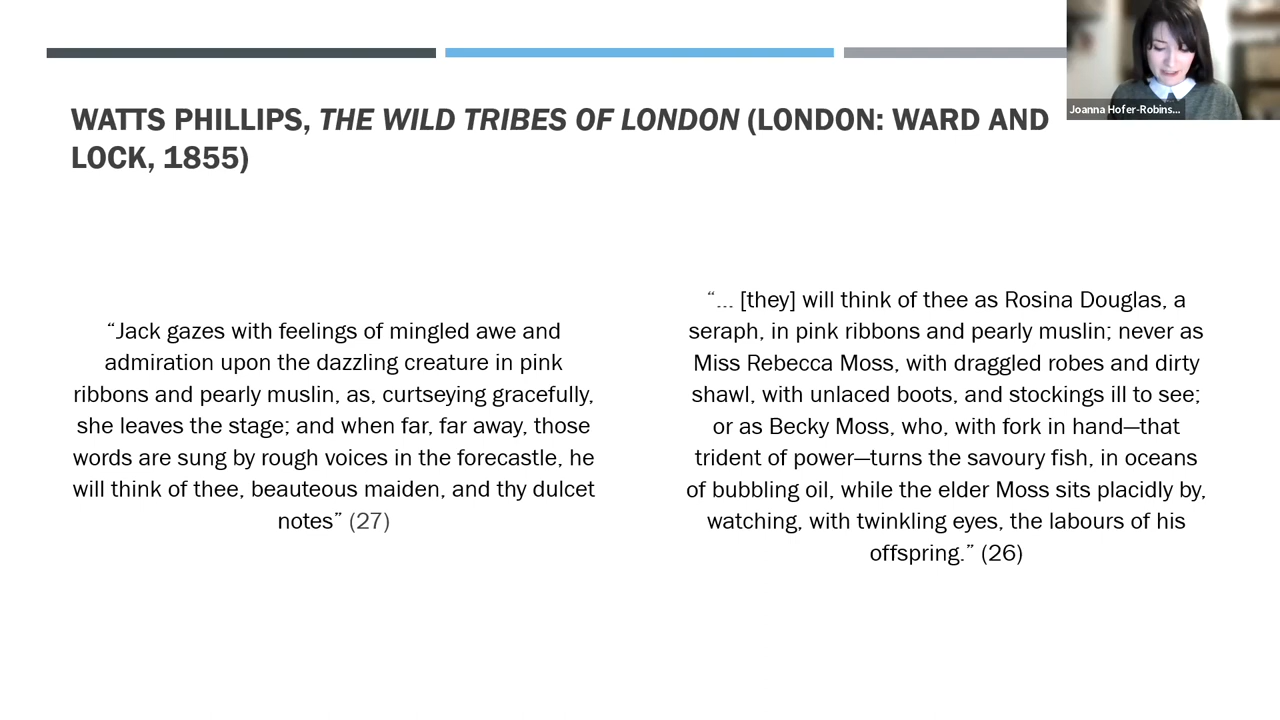 Joanna Hofer-Robins...
WATTS PHILLIPS, THE WILD TRIBES OF LONDON (LONDON: WARD AND
LOCK, 1855)
“Jack gazes with feelings of mingled awe and
admiration upon the dazzling creature in pink
ribbons and pearly muslin, as, curtseying gracefully,
she leaves the stage; and when far, far away, those
words are sung by rough voices in the forecastle, he
will think of thee, beauteous maiden, and thy dulcet
notes” (27)
“... [they] will think of thee as Rosina Douglas, a
seraph, in pink ribbons and pearly muslin; never as
Miss Rebecca Moss, with draggled robes and dirty
shawl, with unlaced boots, and stockings ill to see;
or as Becky Moss, who, with fork in hand—that
trident of power—turns the savoury fish, in oceans
of bubbling oil, while the elder Moss sits placidly by,
watching, with twinkling eyes, the labours of his
offspring.” (26)